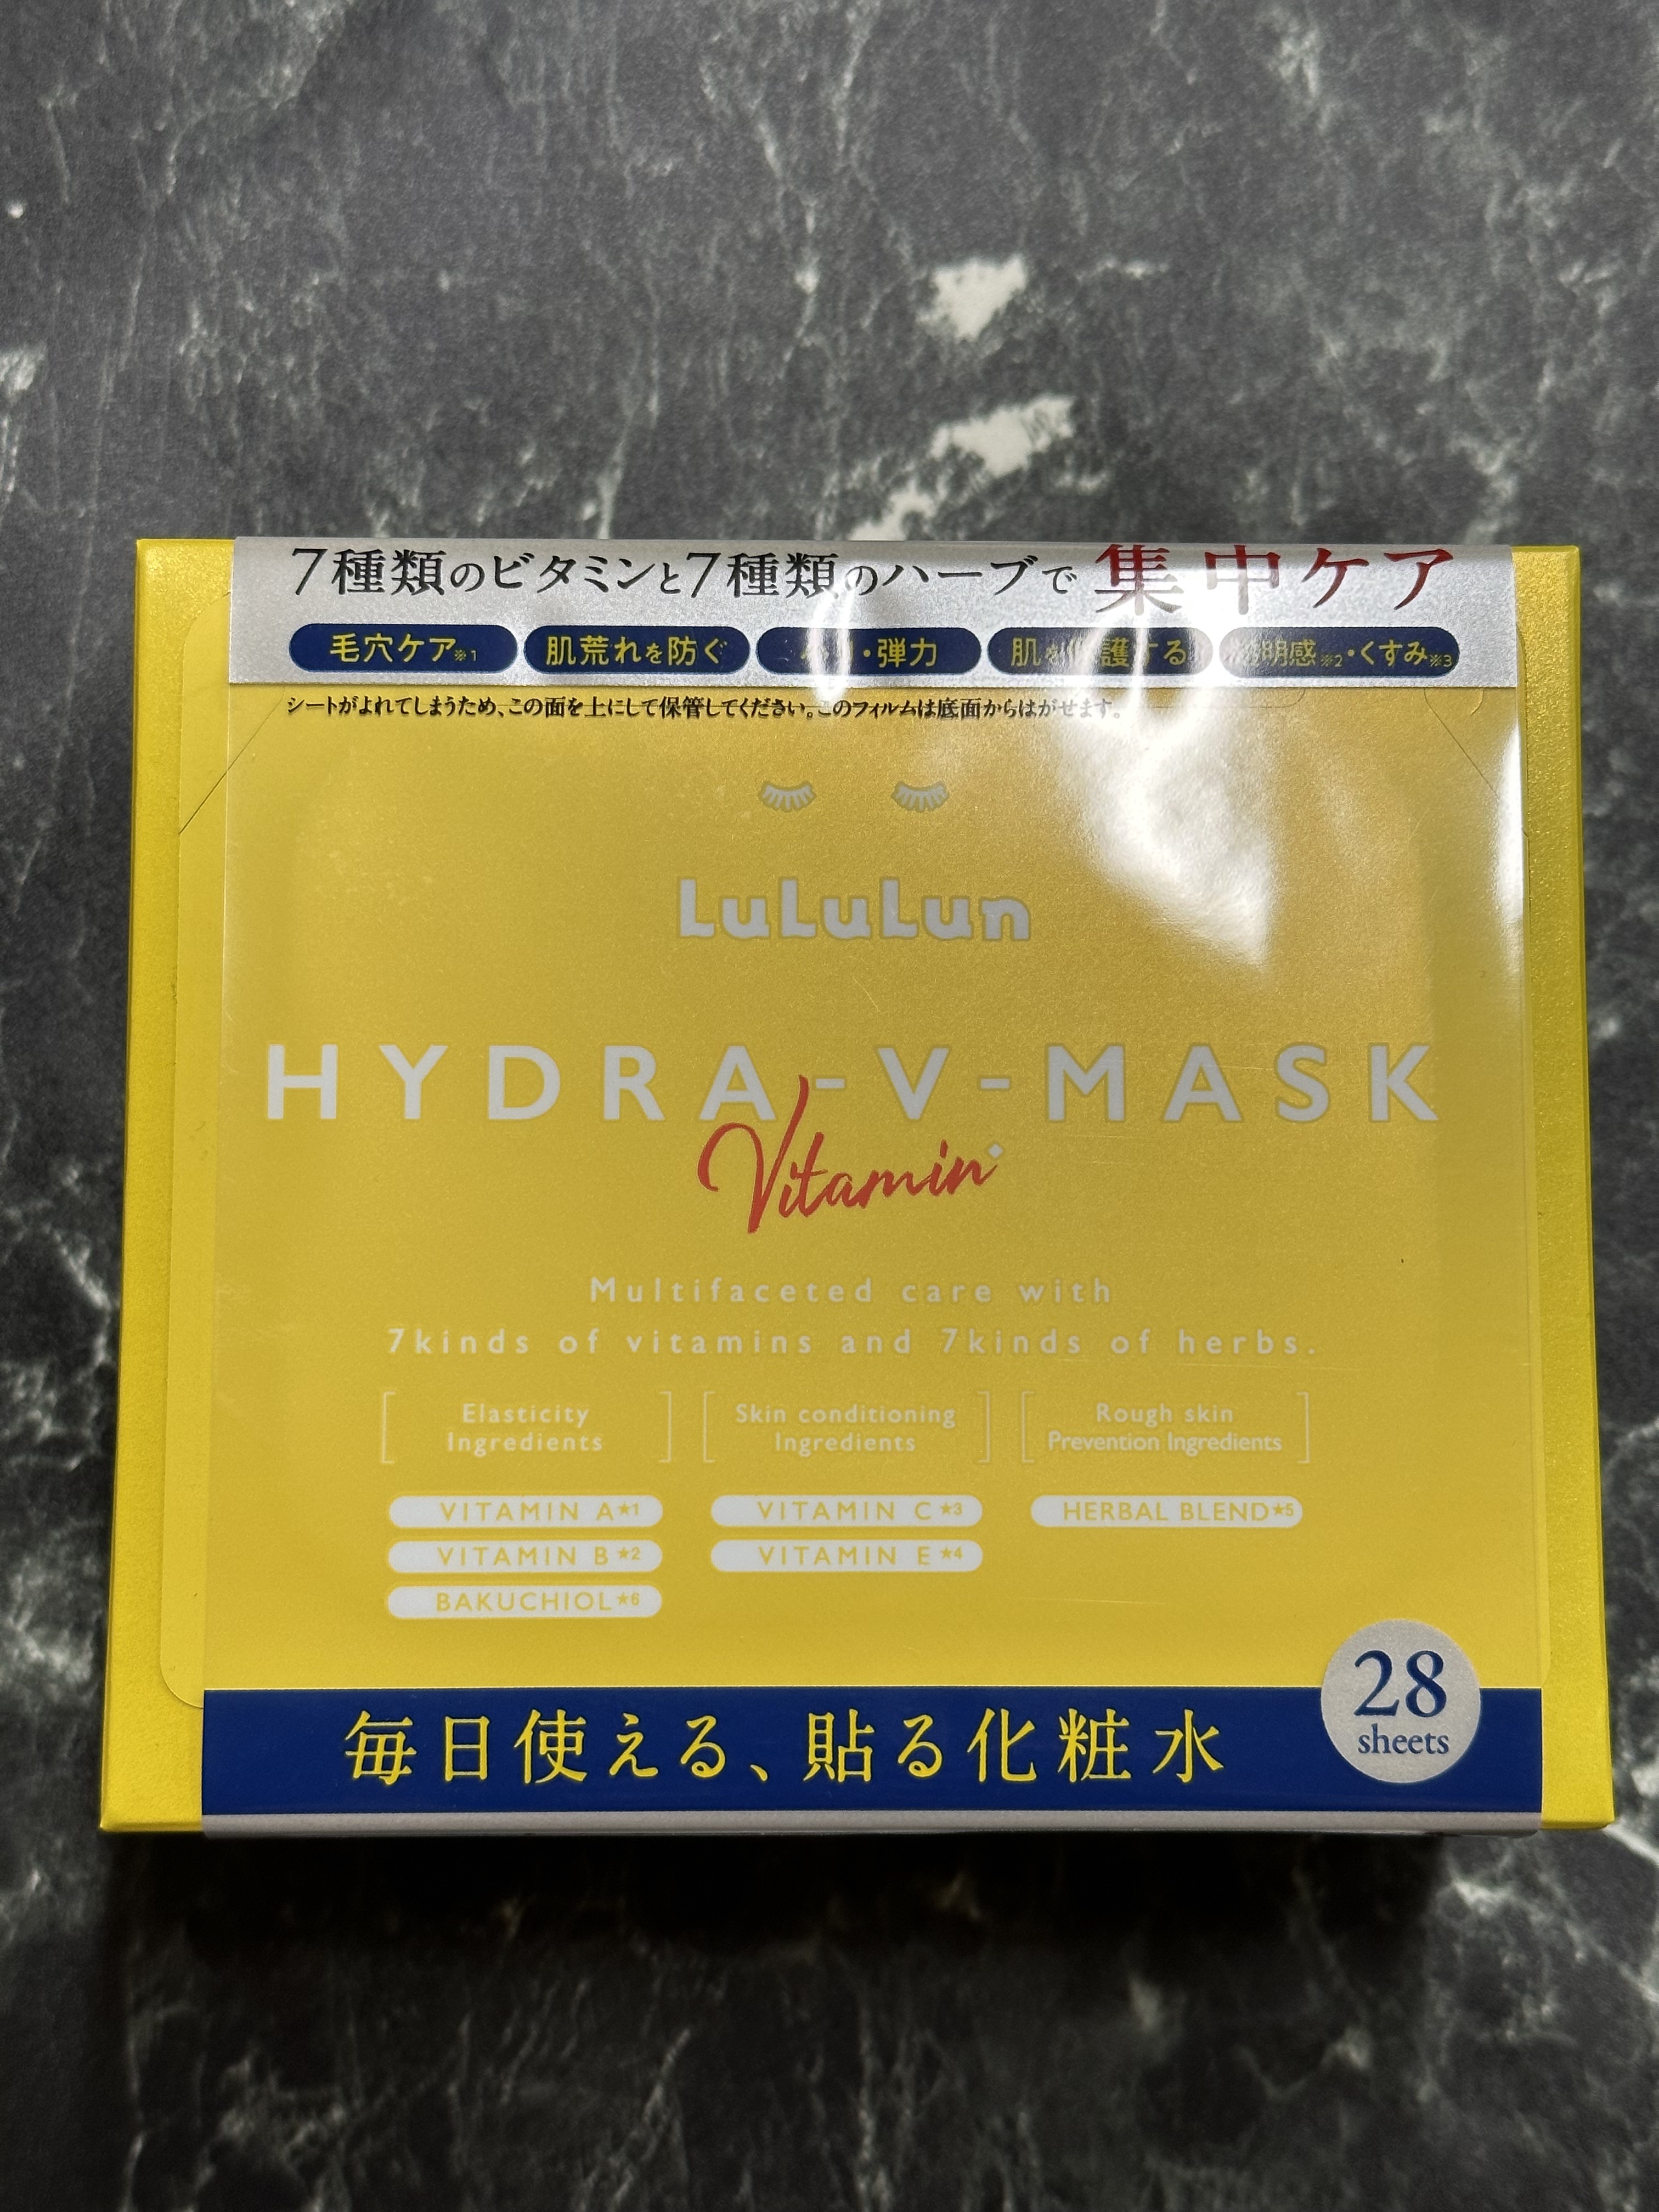 7種類のビタミンと7種類のハーブで 集中ケア
毛穴ケア※1 肌荒れを防ぐ ・弾力 肌を保護する 透明感※2・くすみ※3
シートがよれてしまうため、この面を上にして保管してください。このフィルムは底面からはがせます。
LuLuLun
HYDRA-V-MASK
Vitamin
Multifaceted care with
7kinds of vitamins and 7kinds of herbs.
Elasticity Ingredients
Skin conditioning Ingredients
Rough skin Prevention Ingredients
VITAMIN A★1 VITAMIN C★3 HERBAL BLEND★5
VITAMIN B★2 VITAMIN E★4
BAKUCHIOL★6
28
sheets
毎日使える、貼る化粧水